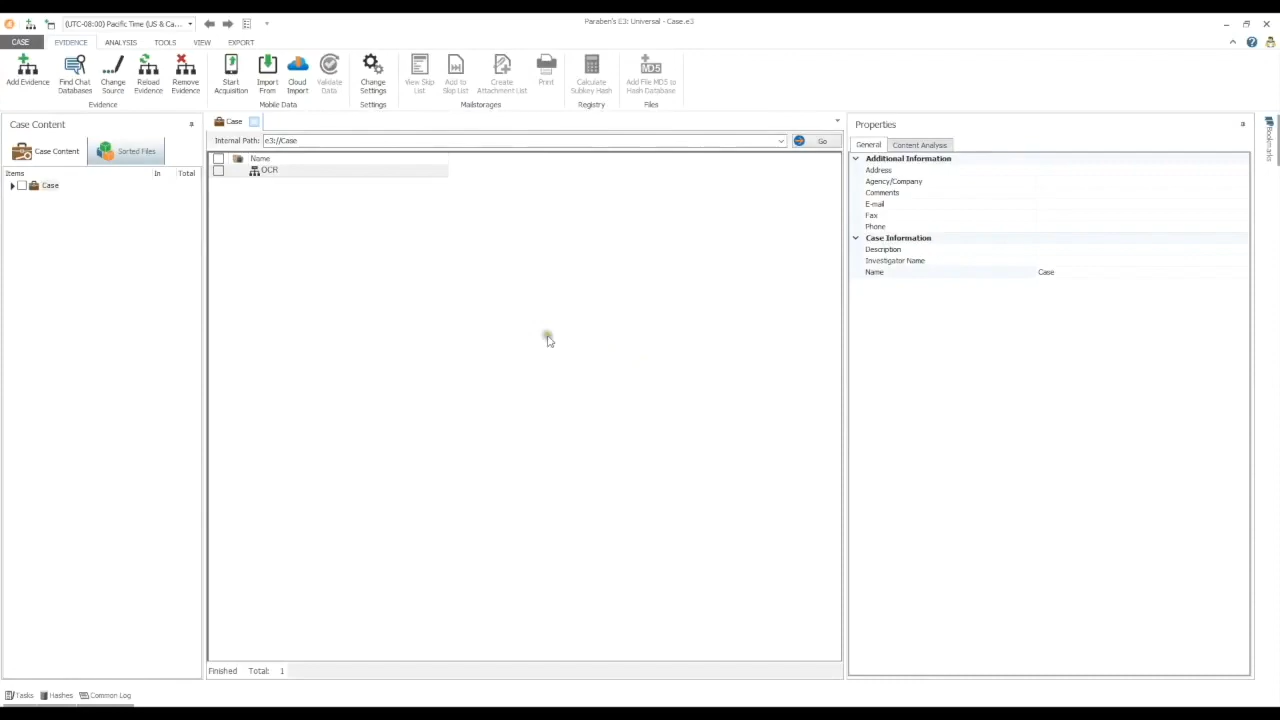 (UTC-08:00) Pacific Time (US & Ca...
Paraben's E3: Universal - Case.e3
CASE EVIDENCE ANALYSIS TOOLS VIEW EXPORT
Add Evidence
Find Chat Databases
Change Source
Reload Evidence
Remove Evidence
Start Acquisition
Import From
Cloud Import
Validate Data
Change Settings
View Skip List
Add to Skip List
Create Attachment List
Print
Calculate Subkey Hash
MD5
Add File MD5 to Hash Database
Evidence
Mobile Data
Settings
Mailstorages
Registry
Files
Case Content
Case Content
Sorted Files
Items In Total
Case
Case
Internal Path: e3://Case
Go
Name
OCR
Finished Total: 1
Properties
General Content Analysis
Additional Information
Address
Agency/Company
Comments
E-mail
Fax
Phone
Case Information
Description
Investigator Name
Name Case
Bookmarks
Tasks Hashes Common Log